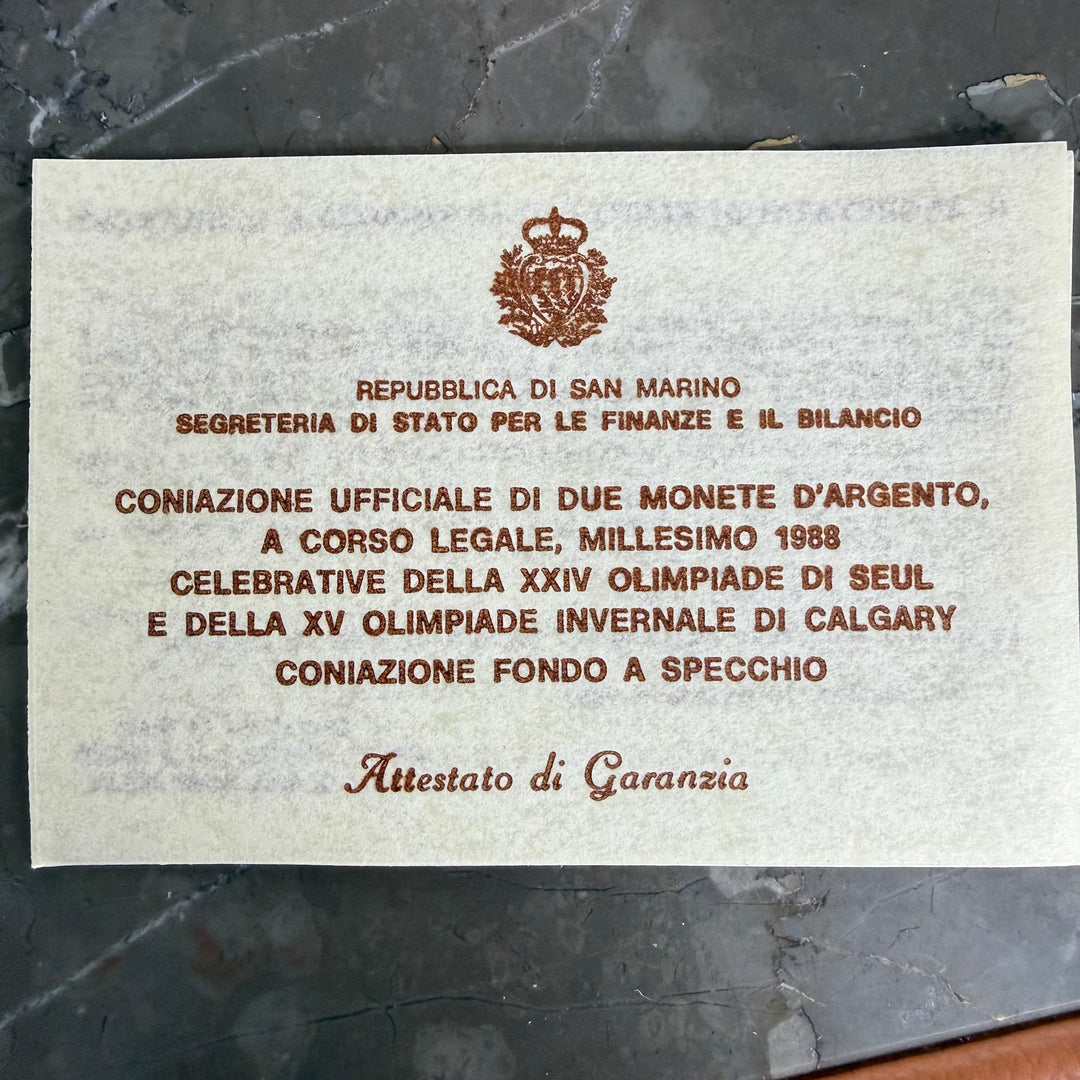 REPUBBLICA DI SAN MARINO
SEGRETERIA DI STATO PER LE FINANZE E IL BILANCIO
CONIAZIONE UFFICIALE DI DUE MONETE D'ARGENTO,
A CORSO LEGALE, MILLESIMO 1988
CELEBRATIVE DELLA XXIV OLIMPIADE DI SEUL
E DELLA XV OLIMPIADE INVERNALE DI CALGARY
CONIAZIONE FONDO A SPECCHIO
Attestato di Garanzia